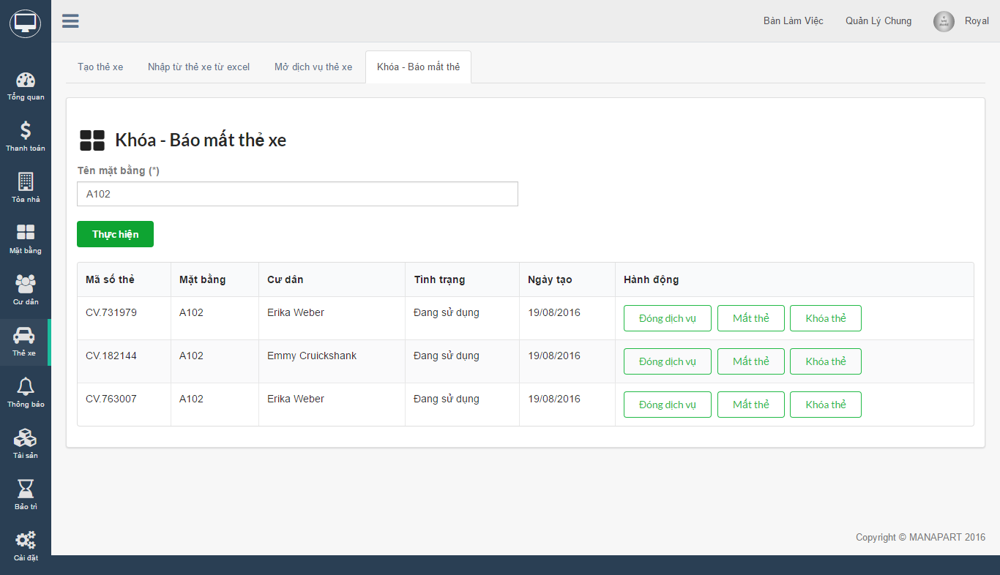 Bàn Làm Việc Quản Lý Chung Royal
Tổng quan
Thanh toán
Tòa nhà
Mặt bằng
Cư dân
Thẻ xe
Thông báo
Tài sản
Bảo trì
Cài đặt
Tạo thẻ xe Nhập từ thẻ xe từ excel Mở dịch vụ thẻ xe Khóa - Báo mất thẻ
Khóa - Báo mất thẻ xe
Tên mặt bằng (*)
A102
Thực hiện
Mã số thẻ Mặt bằng Cư dân Tình trạng Ngày tạo Hành động
CV.731979 A102 Erika Weber Đang sử dụng 19/08/2016 Đóng dịch vụ Mất thẻ Khóa thẻ
CV.182144 A102 Emmy Cruickshank Đang sử dụng 19/08/2016 Đóng dịch vụ Mất thẻ Khóa thẻ
CV.763007 A102 Erika Weber Đang sử dụng 19/08/2016 Đóng dịch vụ Mất thẻ Khóa thẻ
Copyright © MANAPART 2016